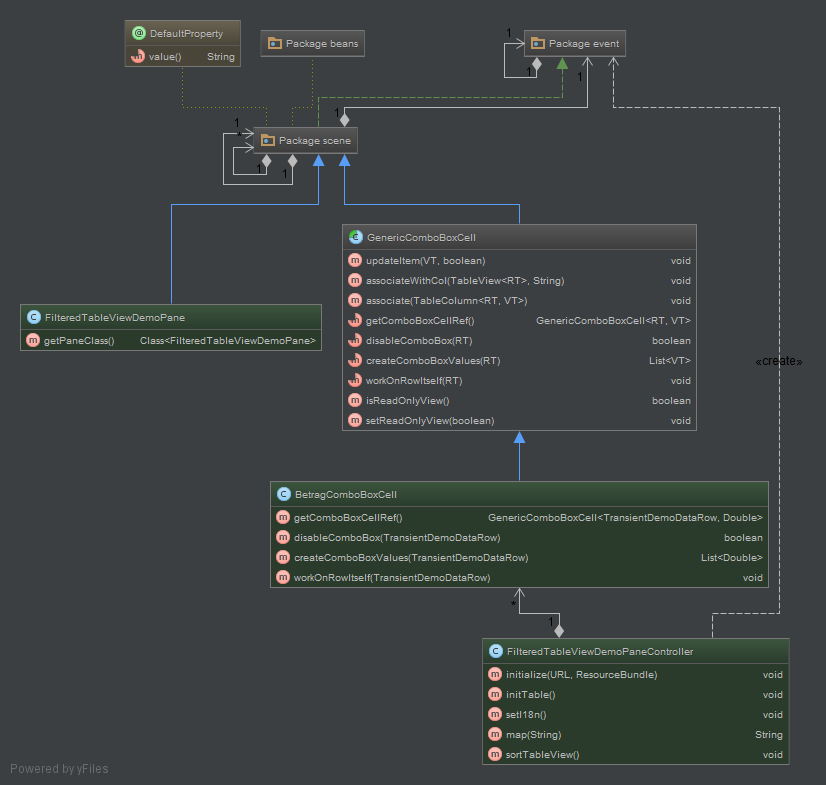 DefaultProperty
value() String
Package beans
1
Package event
1
1
1
1
*
Package scene
1
1
GenericComboBoxCell
updateItem(VT, boolean) void
associateWithCol(TableView<RT>, String) void
associate(TableColumn<RT, VT>) void
getComboBoxCellRef() GenericComboBoxCell<RT, VT>
disableComboBox(RT) boolean
createComboBoxValues(RT) List<VT>
workOnRowItself(RT) void
isReadOnlyView() boolean
setReadOnlyView(boolean) void
FilteredTableViewDemoPane
getPaneClass() Class<FilteredTableViewDemoPane>
«create»
BetragComboBoxCell
getComboBoxCellRef() GenericComboBoxCell<TransientDemoDataRow, Double>
disableComboBox(TransientDemoDataRow) boolean
createComboBoxValues(TransientDemoDataRow) List<Double>
workOnRowItself(TransientDemoDataRow) void
*
1
FilteredTableViewDemoPaneController
initialize(URL, ResourceBundle) void
initTable() void
setI18n() void
map(String) String
sortTableView() void
Powered by yFiles